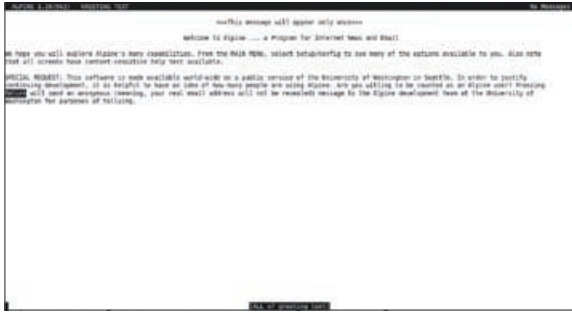 ALPINE 2.20(962) GREETING TEXT No Messages
<<<This message will appear only once>>>
Welcome to Alpine ... a Program for Internet News and Email
We hope you will explore Alpine's many capabilities. From the MAIN MENU, select Setup/Config to see many of the options available to you. Also note
that all screens have context-sensitive help text available.
SPECIAL REQUEST: This software is made available world-wide as a public service of the University of Washington in Seattle. In order to justify
continuing development, it is helpful to have an idea of how many people are using Alpine. Are you willing to be counted as an Alpine user? Pressing
Return will send an anonymous (meaning, your real email address will not be revealed) message to the Alpine development team at the University of
Washington for purposes of tallying.
[ALL of greeting text]